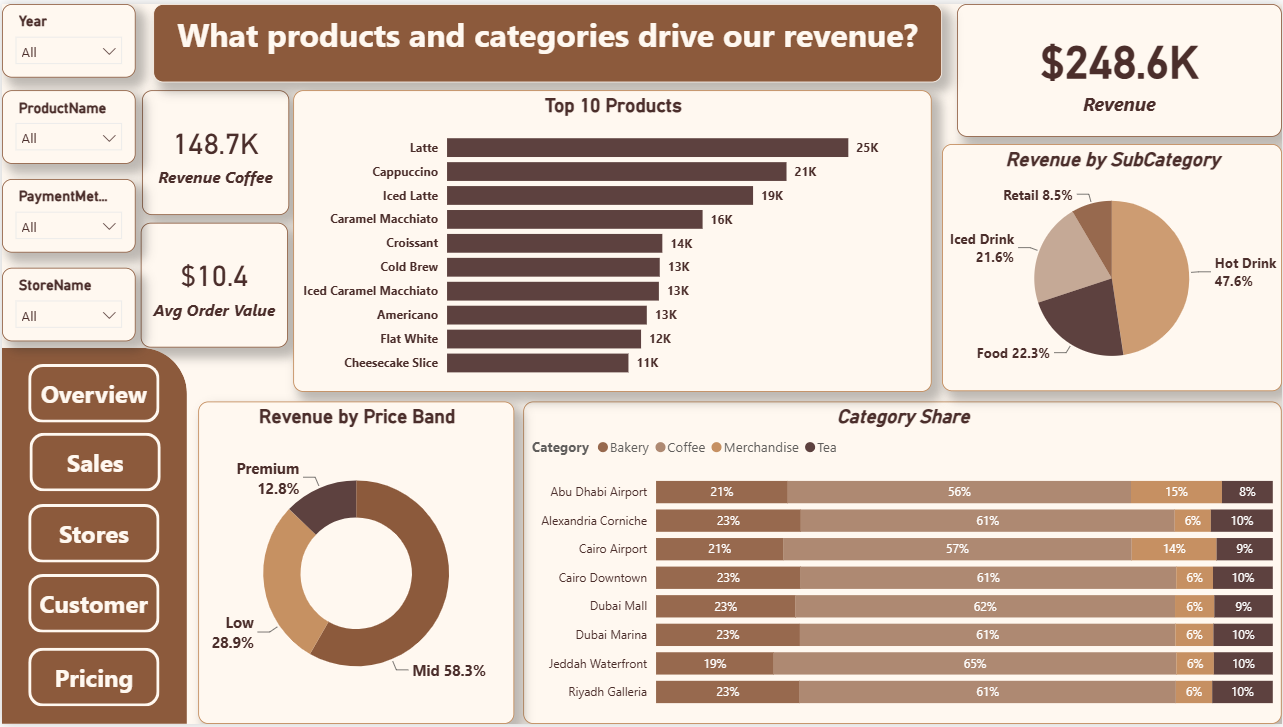 Year
All
What products and categories drive our revenue?
$248.6K
Revenue
ProductName
All
148.7K
Revenue Coffee
PaymentMet...
All
$10.4
Avg Order Value
StoreName
All
Top 10 Products
Latte 25K
Cappuccino 21K
Iced Latte 19K
Caramel Macchiato 16K
Croissant 14K
Cold Brew 13K
Iced Caramel Macchiato 13K
Americano 13K
Flat White 12K
Cheesecake Slice 11K
Revenue by SubCategory
Retail 8.5%
Iced Drink
21.6%
Hot Drink
47.6%
Food 22.3%
Overview
Sales
Stores
Customer
Pricing
Revenue by Price Band
Premium
12.8%
Low
28.9%
Mid 58.3%
Category Share
Category Bakery Coffee Merchandise Tea
Abu Dhabi Airport 21% 56% 15% 8%
Alexandria Corniche 23% 61% 6% 10%
Cairo Airport 21% 57% 14% 9%
Cairo Downtown 23% 61% 6% 10%
Dubai Mall 23% 62% 6% 9%
Dubai Marina 23% 61% 6% 10%
Jeddah Waterfront 19% 65% 6% 10%
Riyadh Galleria 23% 61% 6% 10%